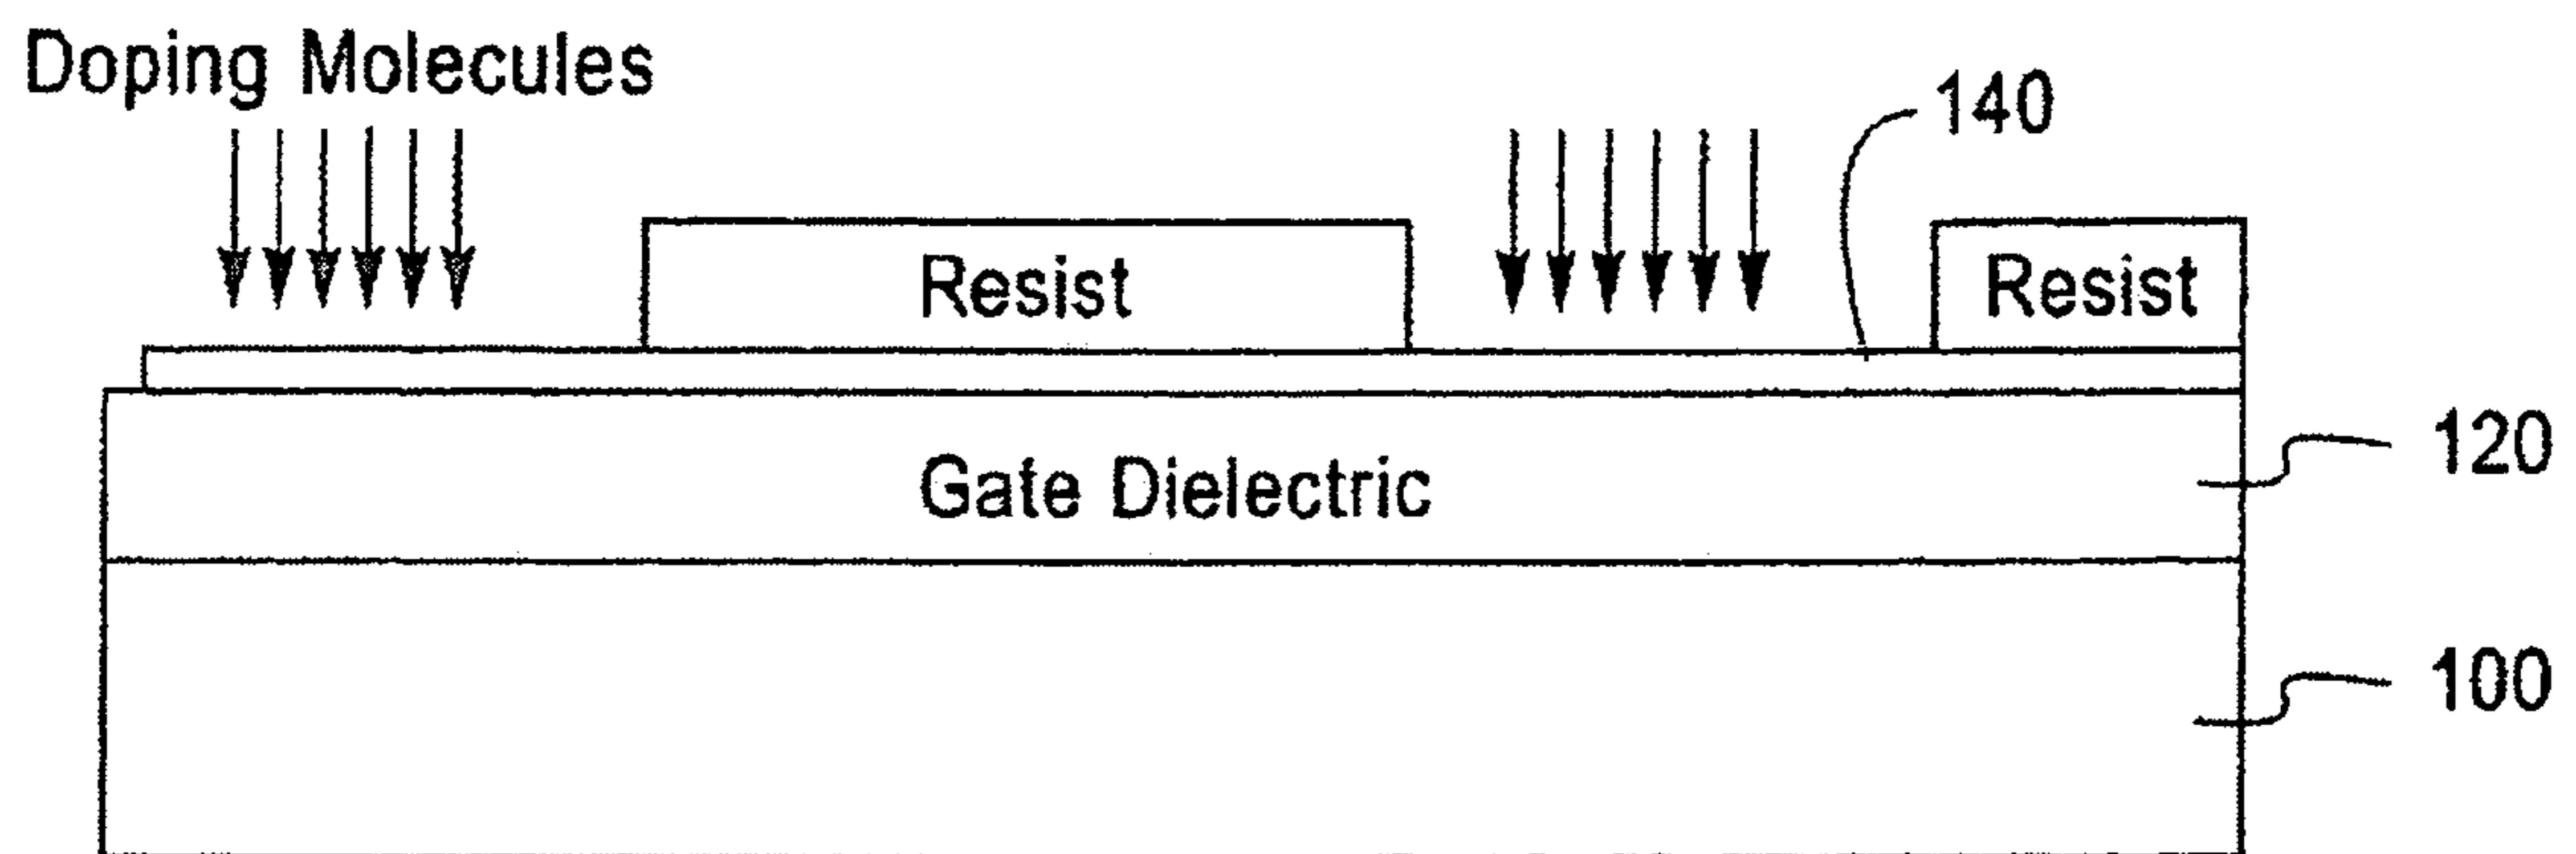 Doping Molecules
140
Resist
Resist
120
Gate Dielectric
100